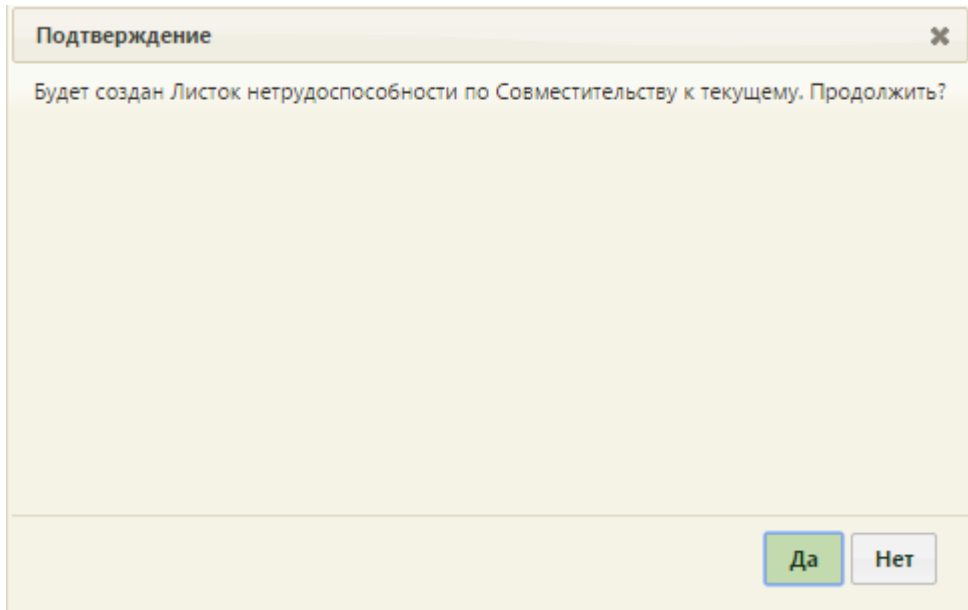 Подтверждение
Будет создан Листок нетрудоспособности по Совместительству к текущему. Продолжить?
Да
Нет